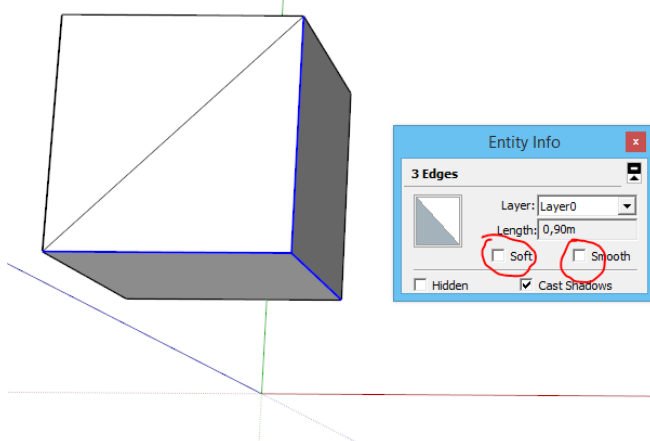 Entity Info
x
3 Edges
Layer: Layer0
Length: 0,90m
Soft Smooth
Hidden Cast Shadows